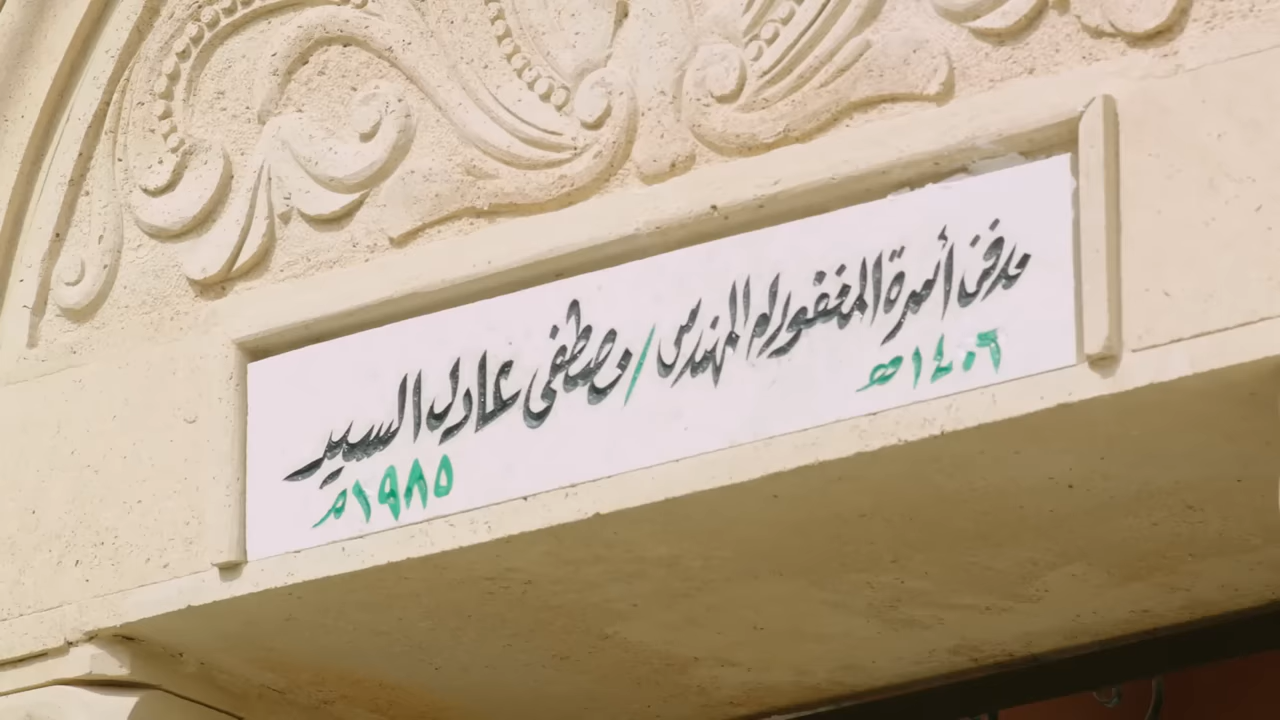 مدفن أسرة المغفور له المهندس / مصطفى عادل السيد
١٤٠٦هـ ١٩٨٥م